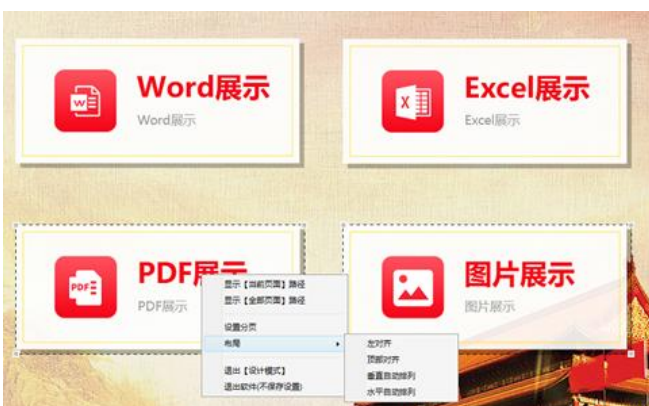 Word展示
Word展示
Excel展示
Excel展示
PDF展示
PDF展示
图片展示
图片展示
显示【当前页面】路径
显示【全部页面】路径
设置分页
布局
退出【设计模式】
退出软件(不保存设置)
左对齐
顶部对齐
垂直自动排列
水平自动排列
W
X
PDF